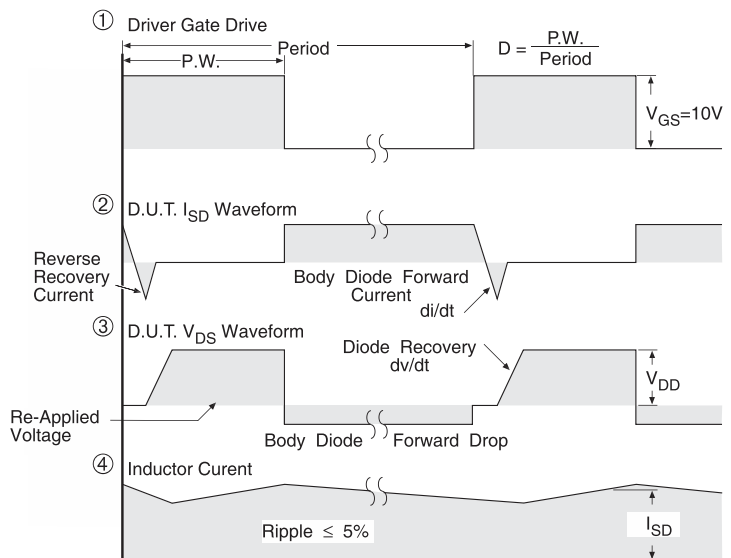 ① Driver Gate Drive
P.W.
Period
D = P.W.
Period
V_GS=10V
② D.U.T. I_SD Waveform
Reverse
Recovery
Current
Body Diode Forward
Current
di/dt
③ D.U.T. V_DS Waveform
Diode Recovery
dv/dt
V_DD
Re-Applied
Voltage
Body Diode Forward Drop
④ Inductor Curent
Ripple ≤ 5%
I_SD